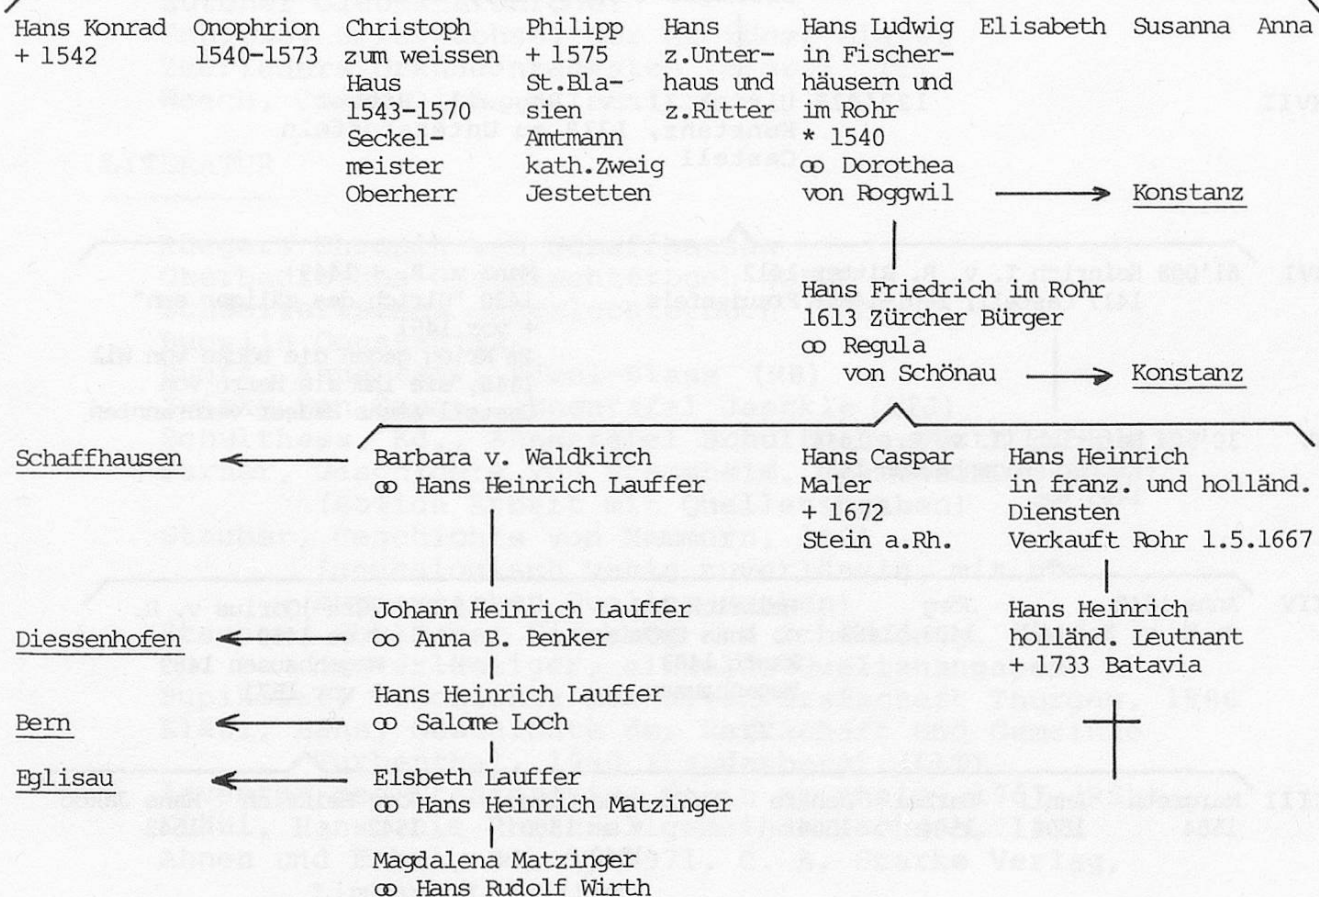 Hans Konrad
+ 1542
Onophrion
1540-1573
Christoph
zum weissen
Haus
1543-1570
Seckel-
meister
Oberherr
Philipp
+ 1575
St.Bla-
sien
Amtmann
kath.Zweig
Jestetten
Hans
z.Unter-
haus und
z.Ritter
Hans Ludwig
in Fischer-
häusern und
im Rohr
* 1540
∞ Dorothea
von Roggwil
Elisabeth
Susanna
Anna
Konstanz
Hans Friedrich im Rohr
1613 Zürcher Bürger
∞ Regula
von Schönau
Konstanz
Schaffhausen
Barbara v. Waldkirch
∞ Hans Heinrich Lauffer
Hans Caspar
Maler
+ 1672
Stein a.Rh.
Hans Heinrich
in franz. und holländ.
Diensten
Verkauft Rohr 1.5.1667
Johann Heinrich Lauffer
Diessenhofen
∞ Anna B. Benker
Hans Heinrich
holländ. Leutnant
+ 1733 Batavia
Hans Heinrich Lauffer
Bern
∞ Salome Loch
Eglisau
Elsbeth Lauffer
∞ Hans Heinrich Matzinger
Magdalena Matzinger
∞ Hans Rudolf Wirth